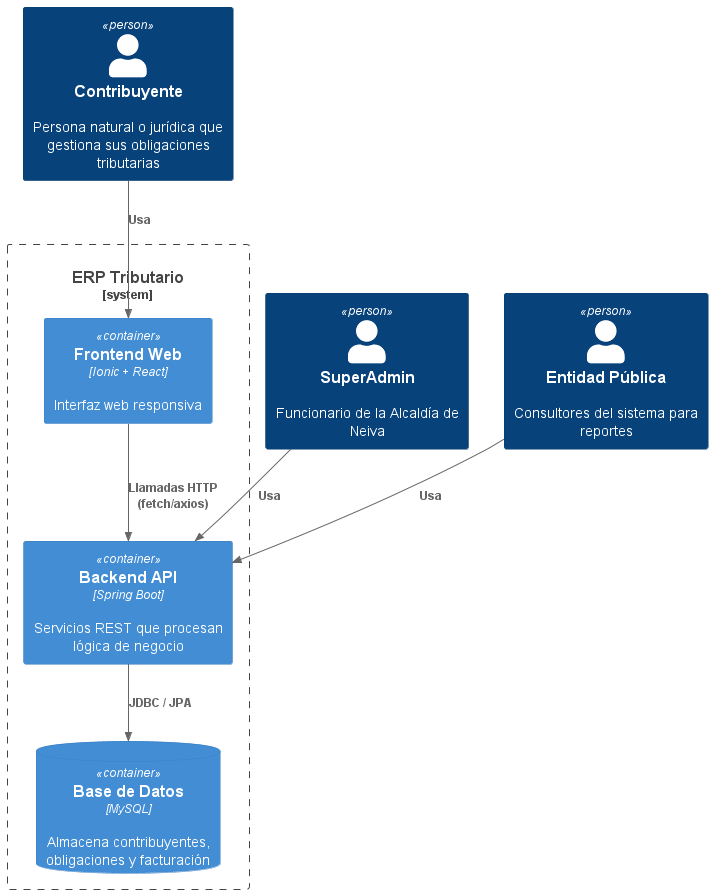 «person»
Contribuyente
Persona natural o jurídica que
gestiona sus obligaciones
tributarias
Usa
ERP Tributario
[system]
«container»
Frontend Web
[Ionic + React]
Interfaz web responsiva
«person»
SuperAdmin
Funcionario de la Alcaldía de
Neiva
«person»
Entidad Pública
Consultores del sistema para
reportes
Llamadas HTTP
(fetch/axios)
Usa
Usa
«container»
Backend API
[Spring Boot]
Servicios REST que procesan
lógica de negocio
JDBC / JPA
«container»
Base de Datos
[MySQL]
Almacena contribuyentes,
obligaciones y facturación